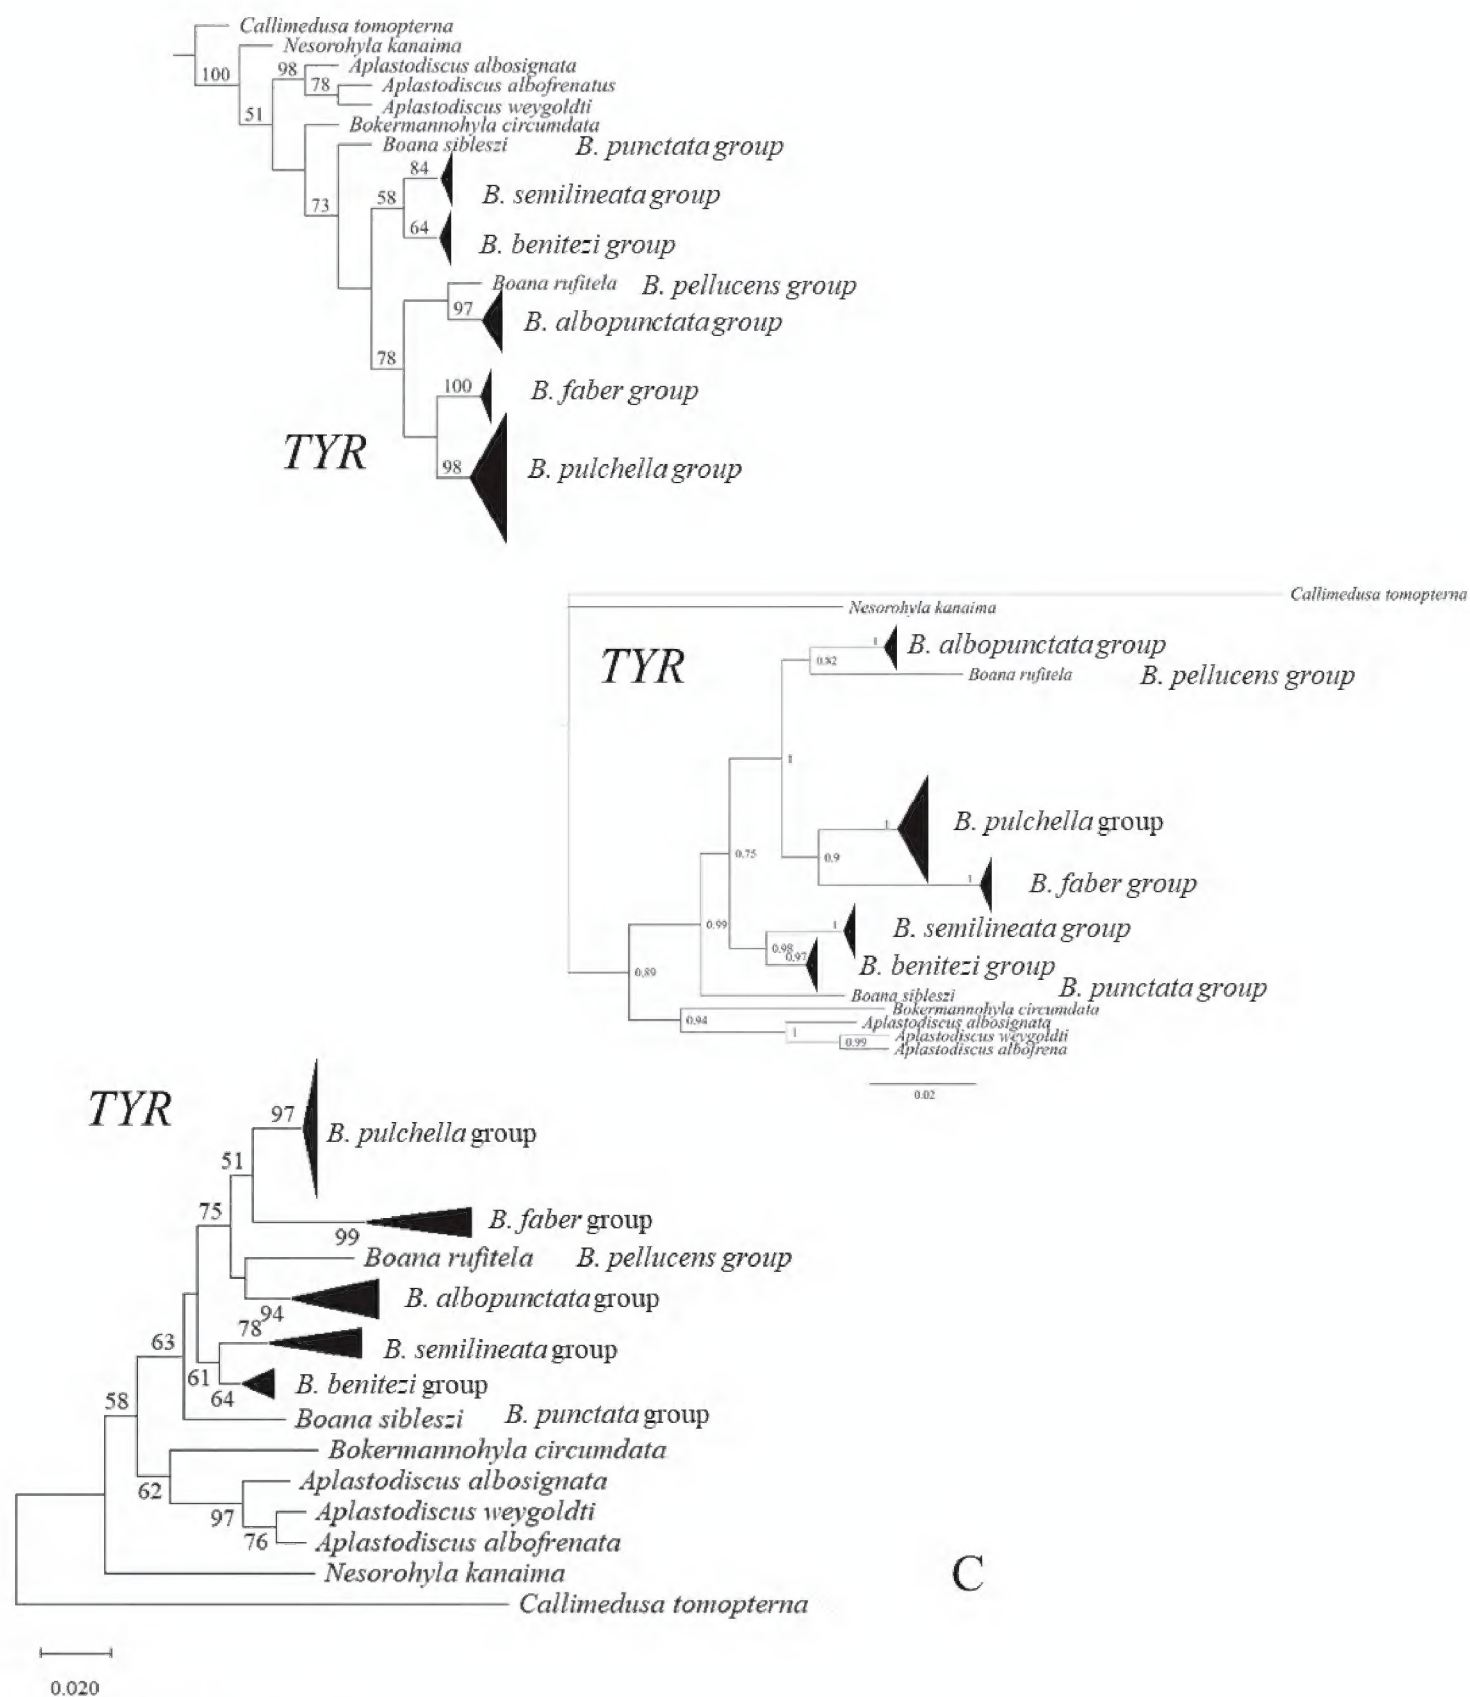 Callimedusa tomopterna
Nesorohyla kanaima
100
98
Aplastodiscus albosignata
78
Aplastodiscus albofrenatus
Aplastodiscus weygoldti
51
Bokermannohyla circumdata
Boana sibleszi B. punctata group
84
B. semilineata group
58
73
64
B. benitezi group
Boana rufitela B. pellucens group
97
B. albopunctata group
78
100
B. faber group
TYR
98
B. pulchella group
Callimedusa tomopterna
Nesorohyla kanaima
TYR
1
B. albopunctata group
0.82
Boana rufitela B. pellucens group
1
1
B. pulchella group
0.75
0.9
1
B. faber group
0.99
1
B. semilineata group
0.98
0.97
B. benitezi group
0.89
Boana sibleszi B. punctata group
Bokermannohyla circumdata
0.94
Aplastodiscus albosignata
1
Aplastodiscus weygoldti
0.99
Aplastodiscus albofrena
0.02
TYR
97
B. pulchella group
51
75
B. faber group
99
Boana rufitela B. pellucens group
B. albopunctata group
94
78
63
B. semilineata group
61
B. benitezi group
64
58
Boana sibleszi B. punctata group
Bokermannohyla circumdata
62
Aplastodiscus albosignata
97
Aplastodiscus weygoldti
76
Aplastodiscus albofrenata
Nesorohyla kanaima
C
Callimedusa tomopterna
0.020